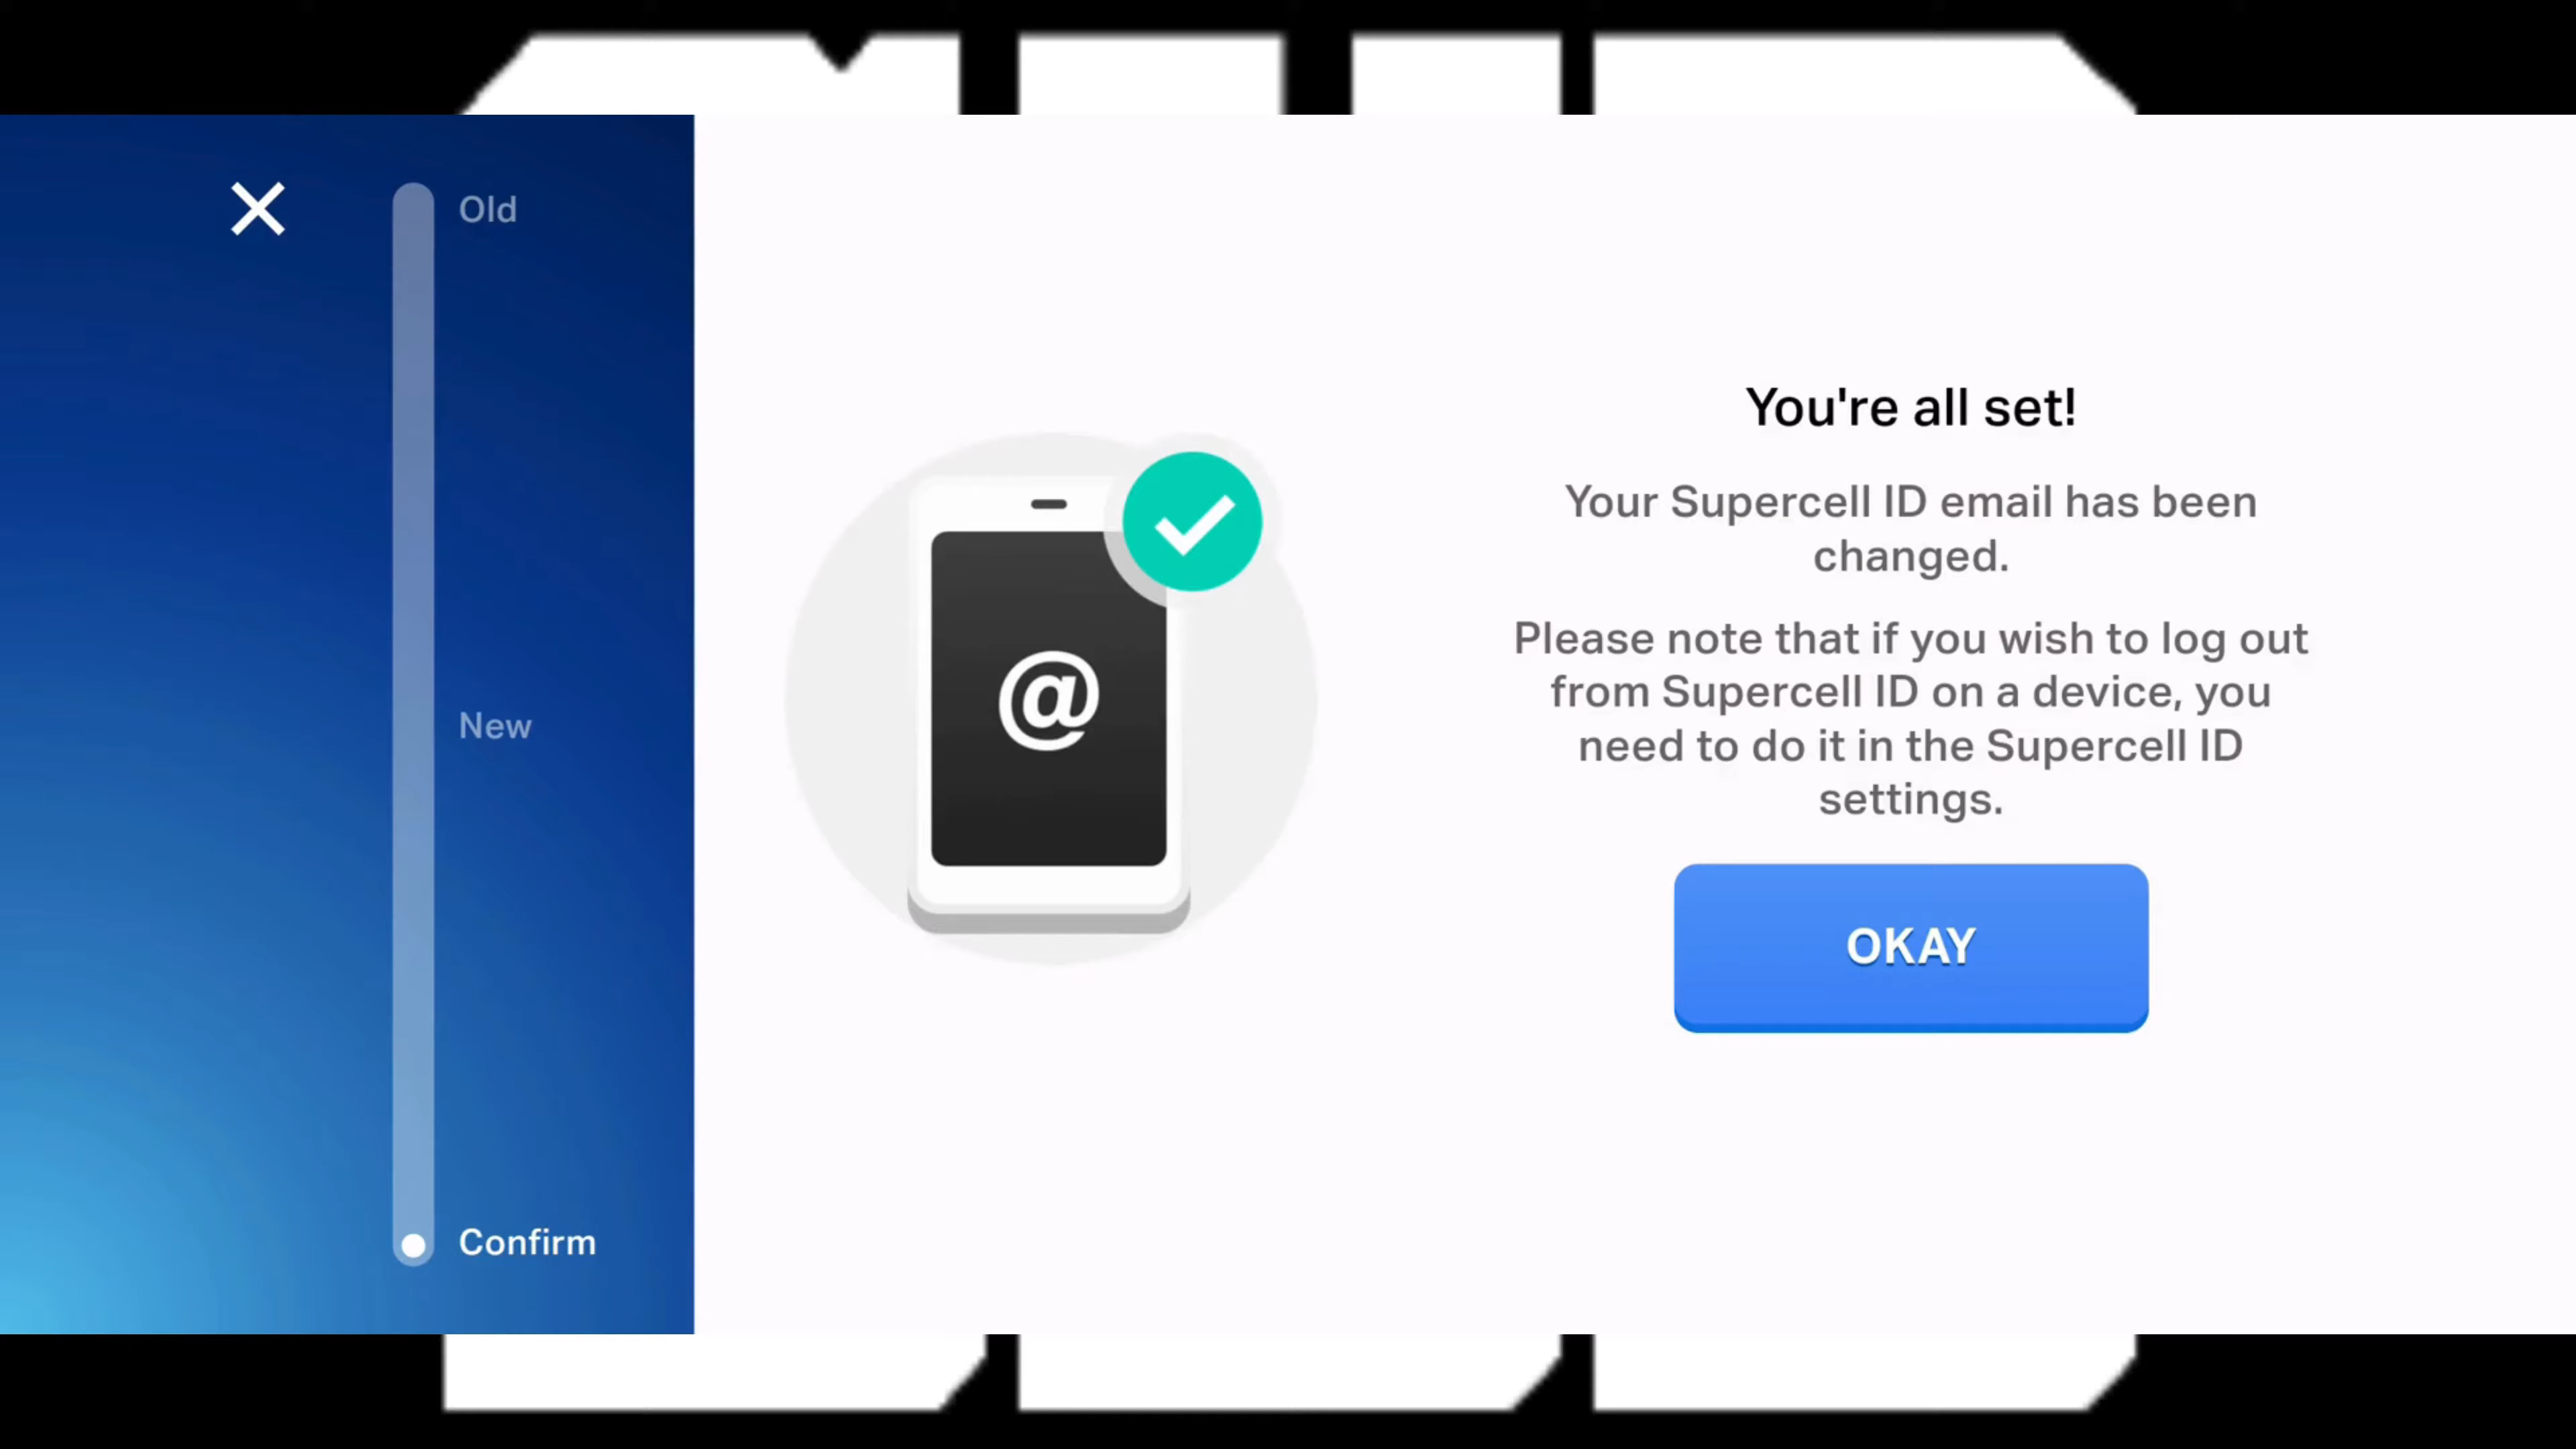 Old
New
Confirm
@
You're all set!
Your Supercell ID email has been
changed.
Please note that if you wish to log out
from Supercell ID on a device, you
need to do it in the Supercell ID
settings.
OKAY